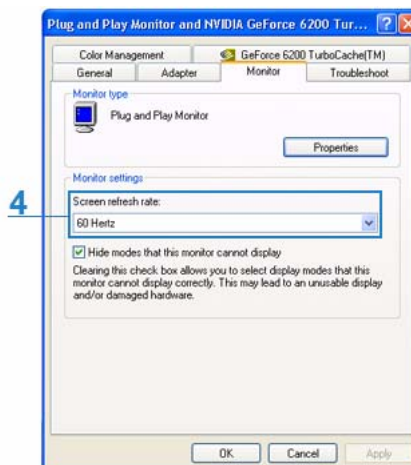 Plug and Play Monitor and NVIDIA GeForce 6200 Tur...
Color Management
GeForce 6200 TurboCache(TM)
General
Adapter
Monitor
Troubleshoot
Monitor type
Plug and Play Monitor
Properties
Monitor settings
4
Screen refresh rate:
60 Hertz
Hide modes that this monitor cannot display
Clearing this check box allows you to select display modes that this
monitor cannot display correctly. This may lead to an unusable display
and/or damaged hardware.
OK
Cancel
Apply